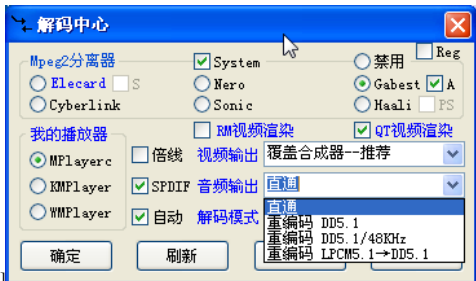 解码中心
Mpeg2分离器 System 禁用 Reg
Elecard S Nero Gabest A
Cyberlink Sonic Haali PS
我的播放器 RM视频渲染 QT视频渲染
MPlayerc 倍线 视频输出 覆盖合成器--推荐
KMPlayer SPDIF 音频输出 直通
WMPlayer 自动 解码模式 直通
重编码 DD5.1
重编码 DD5.1/48KHz
重编码 LPCM5.1→DD5.1
确定 刷新